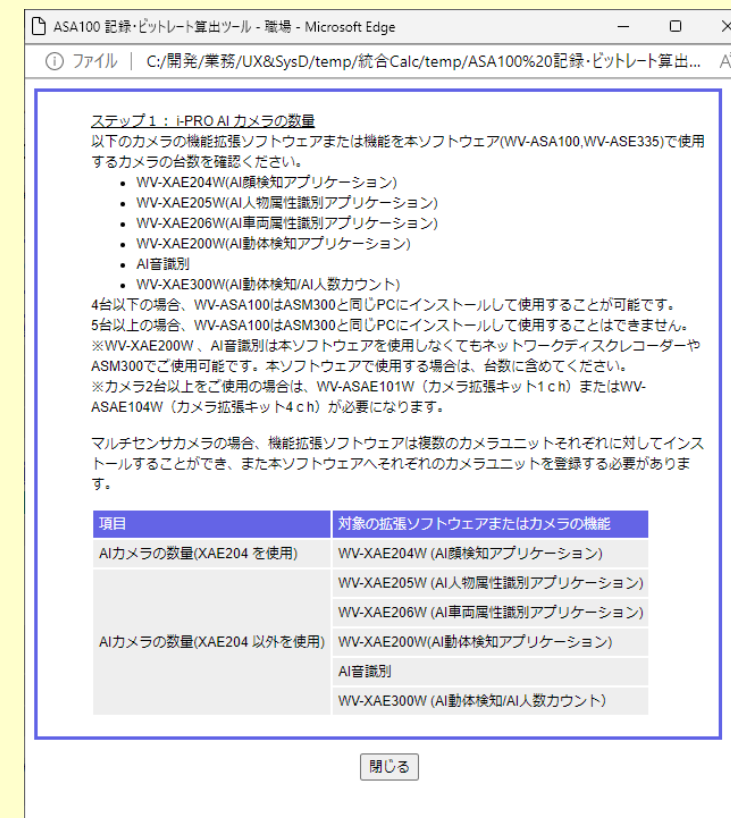 ASA100 記録・ビットレート算出ツール - 職場 - Microsoft Edge
ファイル | C:/開発/業務/UX&SysD/temp/統合Calc/temp/ASA100%20記録・ビットレート算出...
ステップ１： i-PRO AI カメラの数量
以下のカメラの機能拡張ソフトウェアまたは機能を本ソフトウェア(WV-ASA100,WV-ASE335)で使用
するカメラの台数を確認ください。
• WV-XAE204W(AI顔検知アプリケーション)
• WV-XAE205W(AI人物属性識別アプリケーション)
• WV-XAE206W(AI車両属性識別アプリケーション)
• WV-XAE200W(AI動体検知アプリケーション)
• AI音識別
• WV-XAE300W(AI動体検知/AI人数カウント)
4台以下の場合、WV-ASA100はASM300と同じPCにインストールして使用することが可能です。
5台以上の場合、WV-ASA100はASM300と同じPCにインストールして使用することはできません。
※WV-XAE200W 、AI音識別は本ソフトウェアを使用しなくてもネットワークディスクレコーダーや
ASM300でご使用可能です。本ソフトウェアで使用する場合は、台数に含めてください。
※カメラ2台以上をご使用の場合は、WV-ASAE101W（カメラ拡張キット1ｃh）またはWV-
ASAE104W（カメラ拡張キット4ｃh）が必要になります。
マルチセンサカメラの場合、機能拡張ソフトウェアは複数のカメラユニットそれぞれに対してインス
トールすることができ、また本ソフトウェアへそれぞれのカメラユニットを登録する必要がありま
す。
項目 対象の拡張ソフトウェアまたはカメラの機能
AIカメラの数量(XAE204 を使用) WV-XAE204W (AI顔検知アプリケーション)
WV-XAE205W (AI人物属性識別アプリケーション)
WV-XAE206W (AI車両属性識別アプリケーション)
AIカメラの数量(XAE204 以外を使用) WV-XAE200W(AI動体検知アプリケーション)
AI音識別
WV-XAE300W (AI動体検知/AI人数カウント）
閉じる